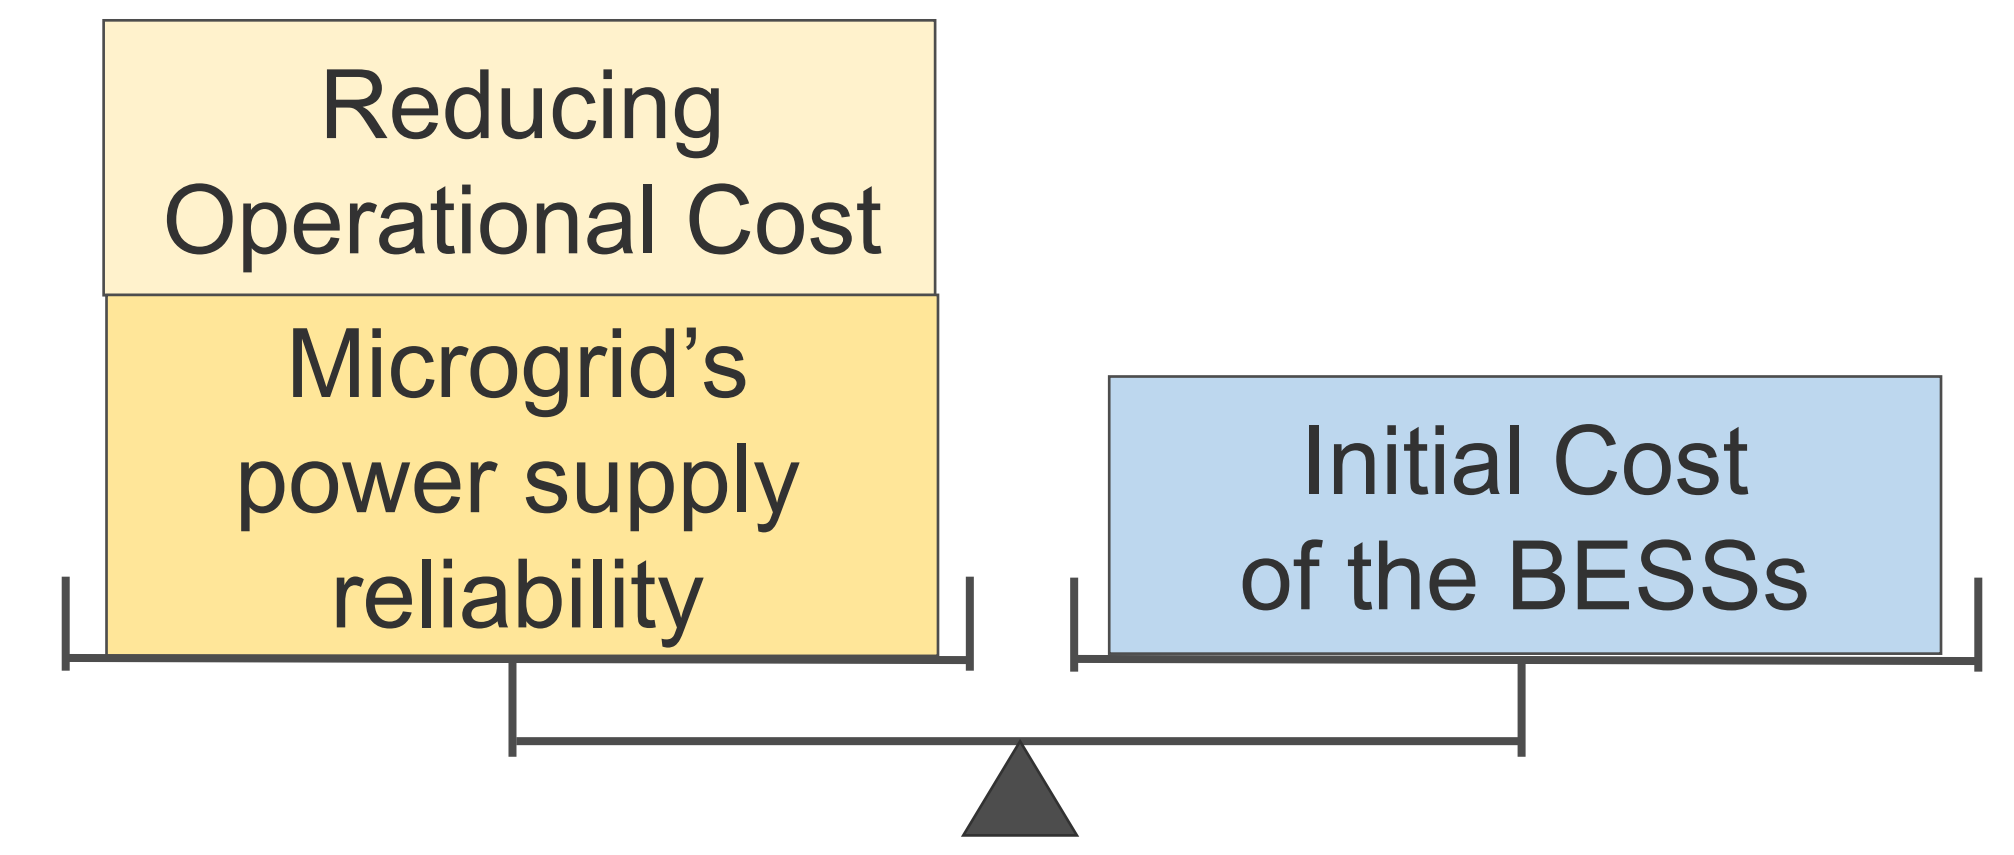 Reducing
Operational Cost
Microgrid’s
power supply
reliability
Initial Cost
of the BESSs